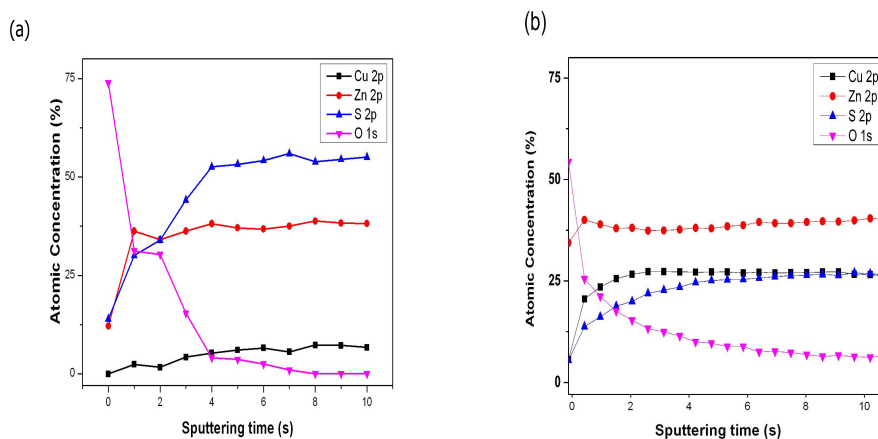 (a)
Atomic Concentration (%)
75
50
25
0
Cu 2p
Zn 2p
S 2p
O 1s
0 2 4 6 8 10
Sputtering time (s)
(b)
Atomic Concentration (%)
75
50
25
0
Cu 2p
Zn 2p
S 2p
O 1s
0 2 4 6 8 10
Sputtering time (s)